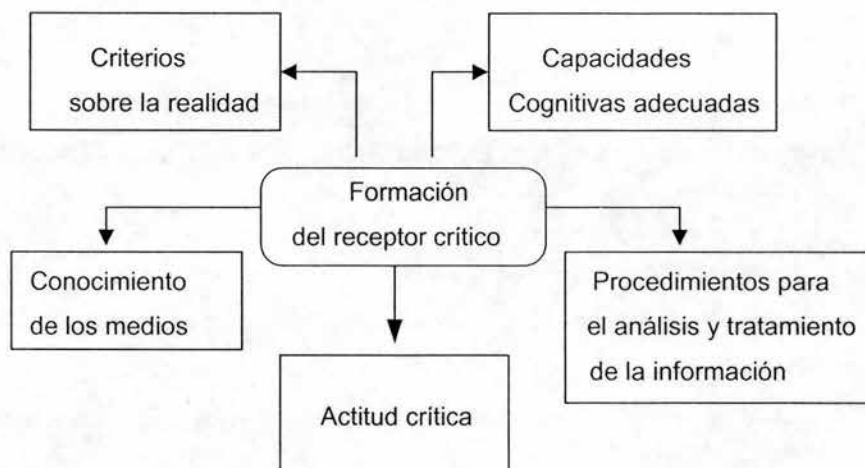 Criterios
sobre la realidad
Capacidades
Cognitivas adecuadas
Formación
del receptor crítico
Conocimiento
de los medios
Procedimientos para
el análisis y tratamiento
de la información
Actitud crítica